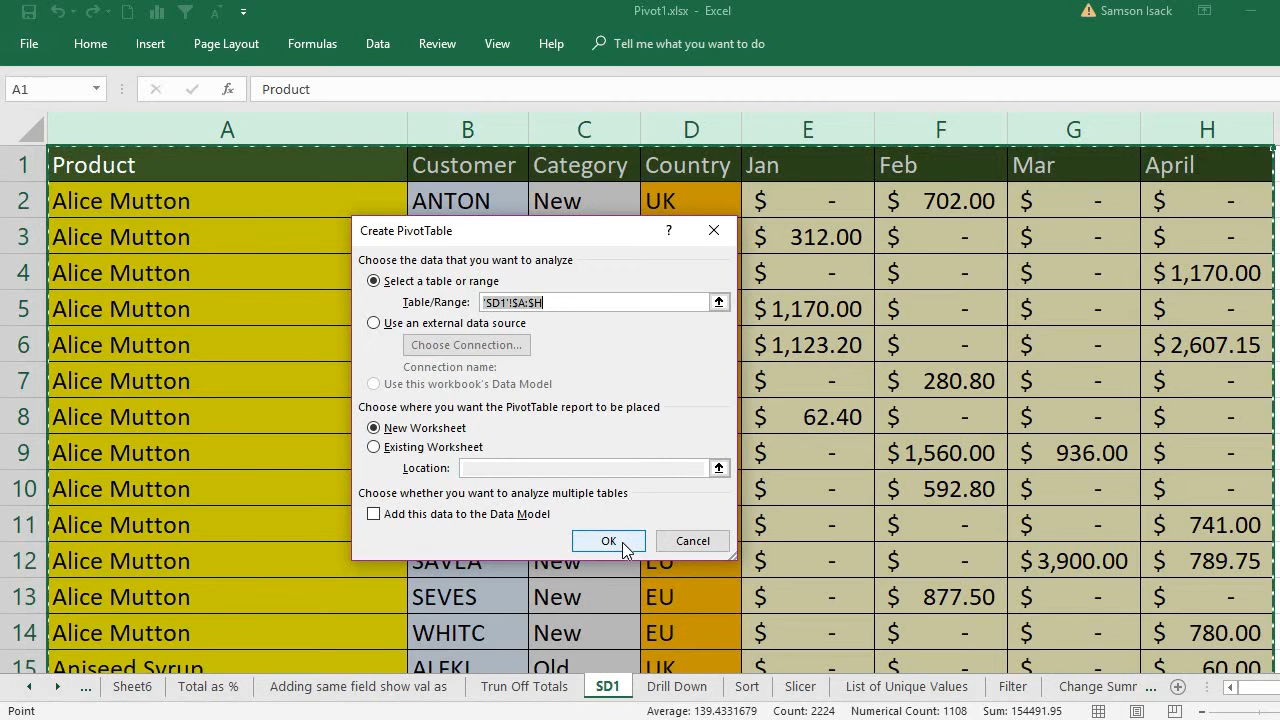 Pivot1.xlsx - Excel
Samson Isack
File Home Insert Page Layout Formulas Data Review View Help Tell me what you want to do
A1 fx Product
A B C D E F G H
1 Product Customer Category Country Jan Feb Mar April
2 Alice Mutton ANTON New UK $ - $ 702.00 $ - $ -
3 Alice Mutton $ 312.00 $ - $ - $ -
4 Alice Mutton $ - $ - $ - $ 1,170.00
5 Alice Mutton $ 1,170.00 $ - $ - $ -
6 Alice Mutton $ 1,123.20 $ - $ - $ 2,607.15
7 Alice Mutton $ - $ 280.80 $ - $ -
8 Alice Mutton $ 62.40 $ - $ - $ -
9 Alice Mutton $ - $ 1,560.00 $ 936.00 $ -
10 Alice Mutton $ - $ 592.80 $ - $ -
11 Alice Mutton $ - $ - $ - $ 741.00
12 Alice Mutton SAVEA New EU $ - $ - $ 3,900.00 $ 789.75
13 Alice Mutton SEVES New EU $ - $ 877.50 $ - $ -
14 Alice Mutton WHITC New EU $ - $ - $ - $ 780.00
15 Aniseed Syrup ALFKI Old UK $ - $ - $ - $ 60.00
Create PivotTable ?
Choose the data that you want to analyze
Select a table or range
Table/Range: 'SD1'!$A:$H
Use an external data source
Choose Connection...
Connection name:
Use this workbook's Data Model
Choose where you want the PivotTable report to be placed
New Worksheet
Existing Worksheet
Location:
Choose whether you want to analyze multiple tables
Add this data to the Data Model
OK Cancel
... Sheet6 Total as % Adding same field show val as Trun Off Totals SD1 Drill Down Sort Slicer List of Unique Values Filter Change Sumr ...
Point Average: 139.4331679 Count: 2224 Numerical Count: 1108 Sum: 154491.95